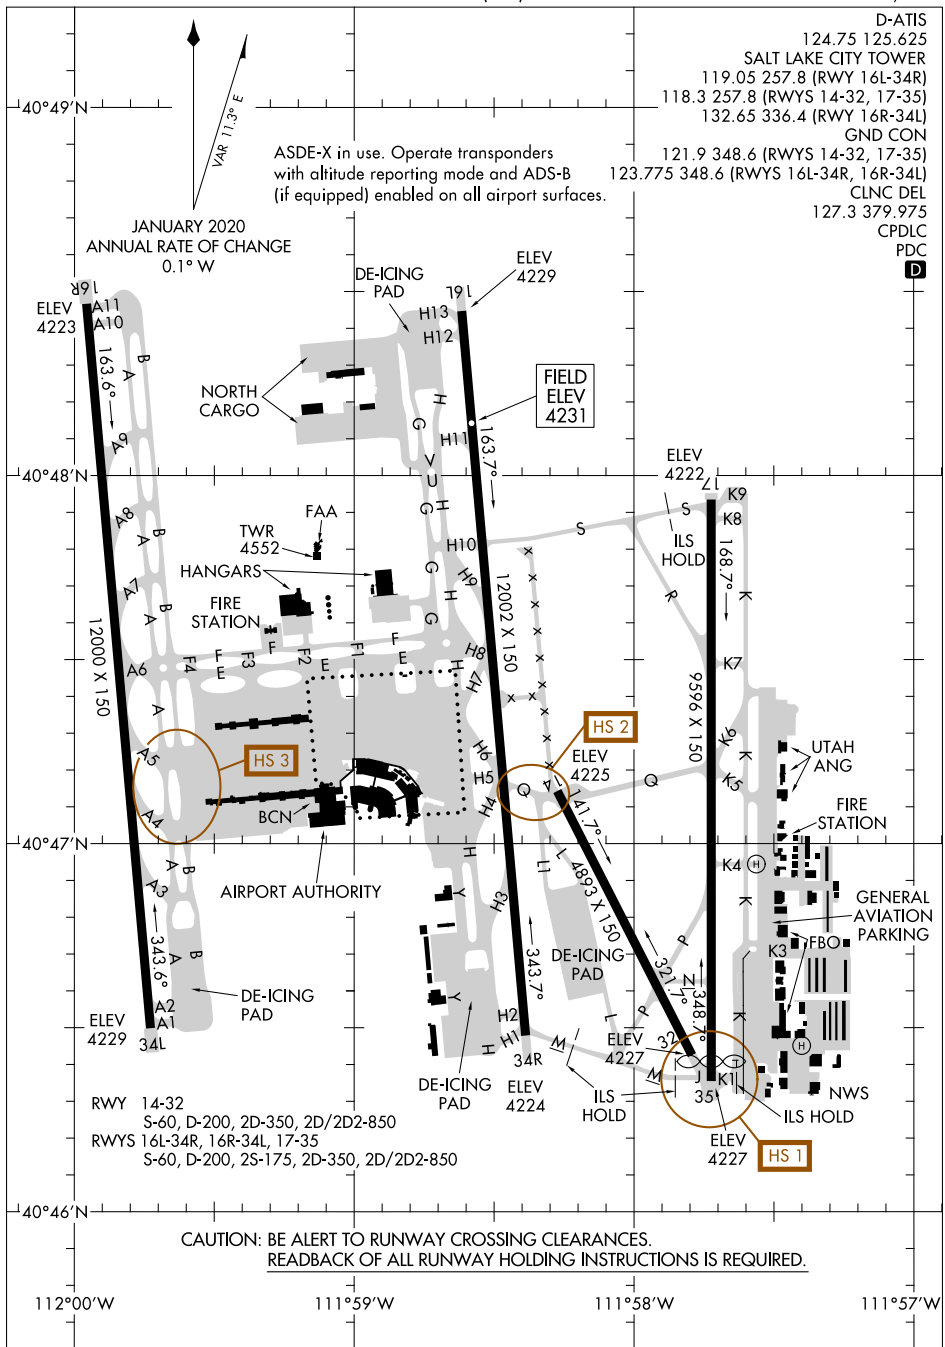 D-ATIS
124.75 125.625
SALT LAKE CITY TOWER
119.05 257.8 (RWY 16L-34R)
118.3 257.8 (RWYS 14-32, 17-35)
132.65 336.4 (RWY 16R-34L)
GND CON
121.9 348.6 (RWYS 14-32, 17-35)
123.775 348.6 (RWYS 16L-34R, 16R-34L)
CLNC DEL
127.3 379.975
CPDLC
PDC
D
40°49'N
VAR 11.3° E
JANUARY 2020
ANNUAL RATE OF CHANGE
0.1° W
ASDE-X in use. Operate transponders
with altitude reporting mode and ADS-B
(if equipped) enabled on all airport surfaces.
16R
ELEV
4223
A11
A10
163.6°
B
A
A9
DE-ICING
PAD
ELEV
4229
16L
H13
H12
NORTH
CARGO
FIELD
ELEV
4231
H
G
H11
163.7°
40°48'N
V
U
H
G
A8
B
A
FAA
TWR
4552
HANGARS
FIRE
STATION
H10
H9
G
H
H
G
S
S
ELEV
4222
17
K9
K8
ILS
HOLD
168.7°
R
K
A7
B
A
12000 X 150
12002 X 150
9596 X 150
A6
F4
F
E
F3
F
F2
E
F1
F
E
H
H8
H7
K7
A
A5
A4
HS 3
BCN
AIRPORT AUTHORITY
H6
H5
H4
Q
HS 2
ELEV
4225
14
141.7°
Q
K6
K
K5
UTAH
ANG
FIRE
STATION
40°47'N
A
B
A3
H
L
L1
4893 X 150
K4
H
K
GENERAL
AVIATION
PARKING
FBO
K3
343.6°
B
A
A2
A1
34L
ELEV
4229
DE-ICING
PAD
Y
Y
H3
343.7°
H2
H1
H
34R
ELEV
4224
DE-ICING
PAD
DE-ICING
PAD
P
P
L
321.7°
N
348.7°
K
H
32
ELEV
4227
M
M
ILS
HOLD
J
K1
35
ILS HOLD
NWS
ELEV
4227
HS 1
RWY 14-32
S-60, D-200, 2D-350, 2D/2D2-850
RWYS 16L-34R, 16R-34L, 17-35
S-60, D-200, 2S-175, 2D-350, 2D/2D2-850
40°46'N
CAUTION: BE ALERT TO RUNWAY CROSSING CLEARANCES.
READBACK OF ALL RUNWAY HOLDING INSTRUCTIONS IS REQUIRED.
112°00'W
111°59'W
111°58'W
111°57'W